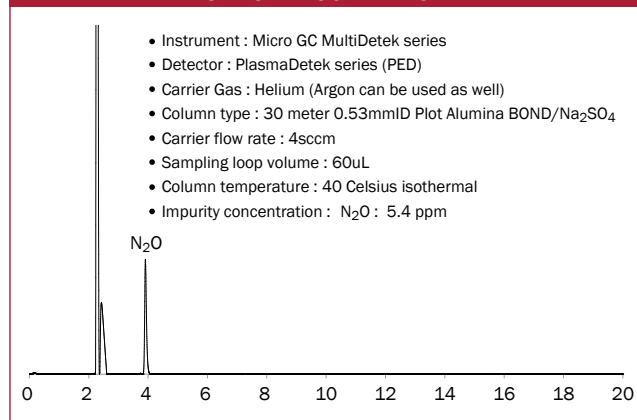 • Instrument : Micro GC MultiDetek series
• Detector : PlasmaDetek series (PED)
• Carrier Gas : Helium (Argon can be used as well)
• Column type : 30 meter 0.53mmID Plot Alumina BOND/Na₂SO₄
• Carrier flow rate : 4sccm
• Sampling loop volume : 60uL
• Column temperature : 40 Celsius isothermal
• Impurity concentration : N₂O : 5.4 ppm
N₂O
0 2 4 6 8 10 12 14 16 18 20